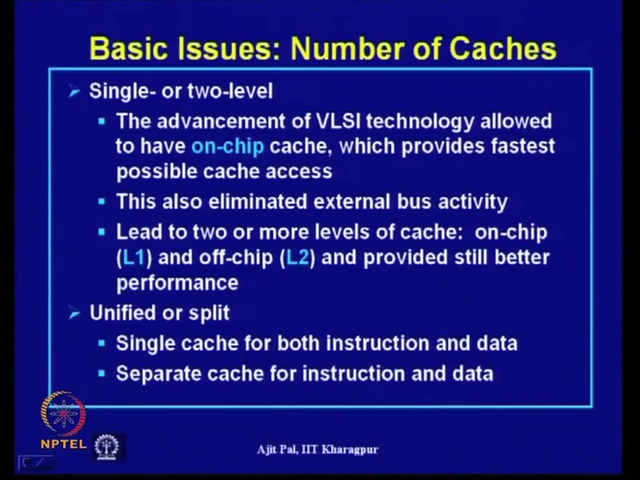 Basic Issues: Number of Caches
Single- or two-level
The advancement of VLSI technology allowed
to have on-chip cache, which provides fastest
possible cache access
This also eliminated external bus activity
Lead to two or more levels of cache: on-chip
(L1) and off-chip (L2) and provided still better
performance
Unified or split
Single cache for both instruction and data
Separate cache for instruction and data
NPTEL
Ajit Pal, IIT Kharagpur